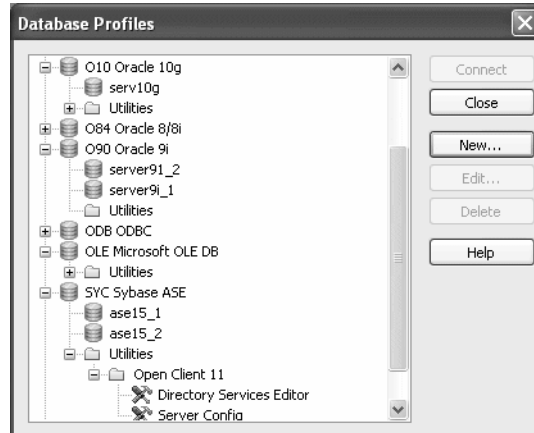 Database Profiles
O10 Oracle 10g
serv10g
Utilities
O84 Oracle 8/8i
O90 Oracle 9i
server91_2
server9i_1
Utilities
ODB ODBC
OLE Microsoft OLE DB
Utilities
SYC Sybase ASE
ase15_1
ase15_2
Utilities
Open Client 11
Directory Services Editor
Server Config
Connect
Close
New...
Edit...
Delete
Help